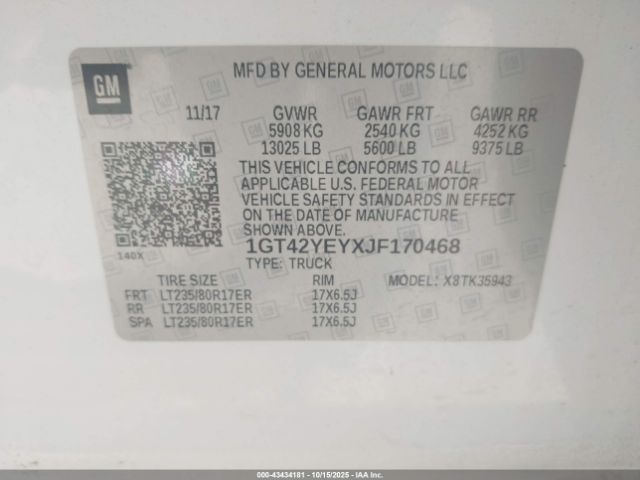 GM
MFD BY GENERAL MOTORS LLC
11/17 GVWR GAWR FRT GAWR RR
5908 KG 2540 KG 4252 KG
13025 LB 5600 LB 9375 LB
THIS VEHICLE CONFORMS TO ALL
APPLICABLE U.S. FEDERAL MOTOR
VEHICLE SAFETY STANDARDS IN EFFECT
ON THE DATE OF MANUFACTURE
SHOWN ABOVE.
140X 1GT42YEYXJF170468
TYPE: TRUCK
TIRE SIZE RIM MODEL: X8TK35943
FRT LT235/80R17ER 17X6.5J
RR LT235/80R17ER 17X6.5J
SPA LT235/80R17ER 17X6.5J
000-43434181 - 10/15/2025 - IAA Inc.